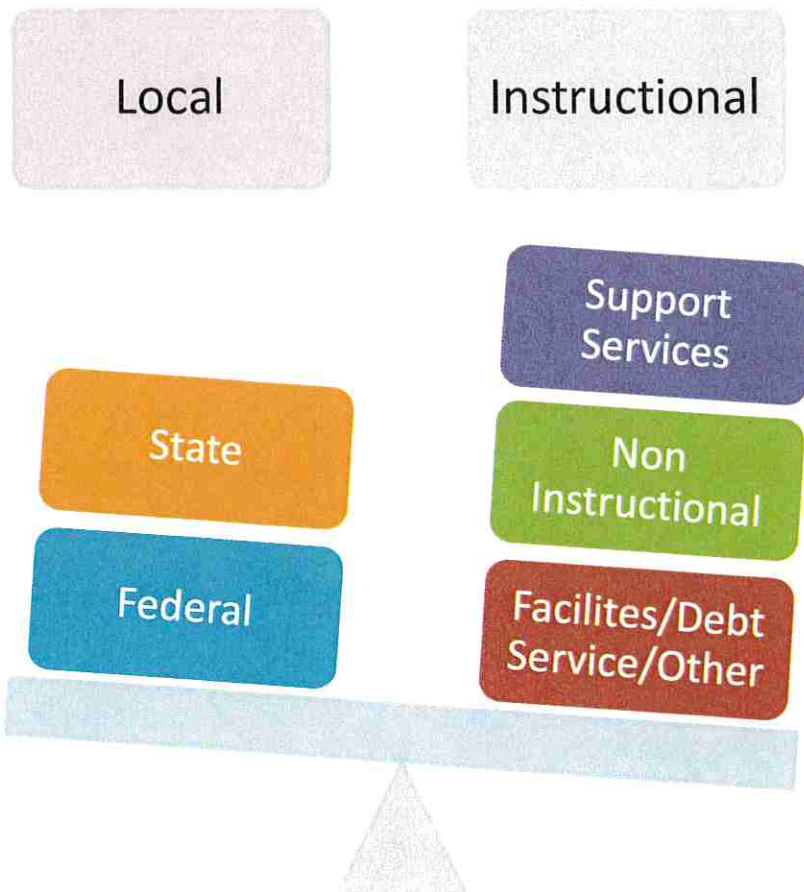 Local
Instructional
Support
Services
State
Non
Instructional
Federal
Facilites/Debt
Service/Other